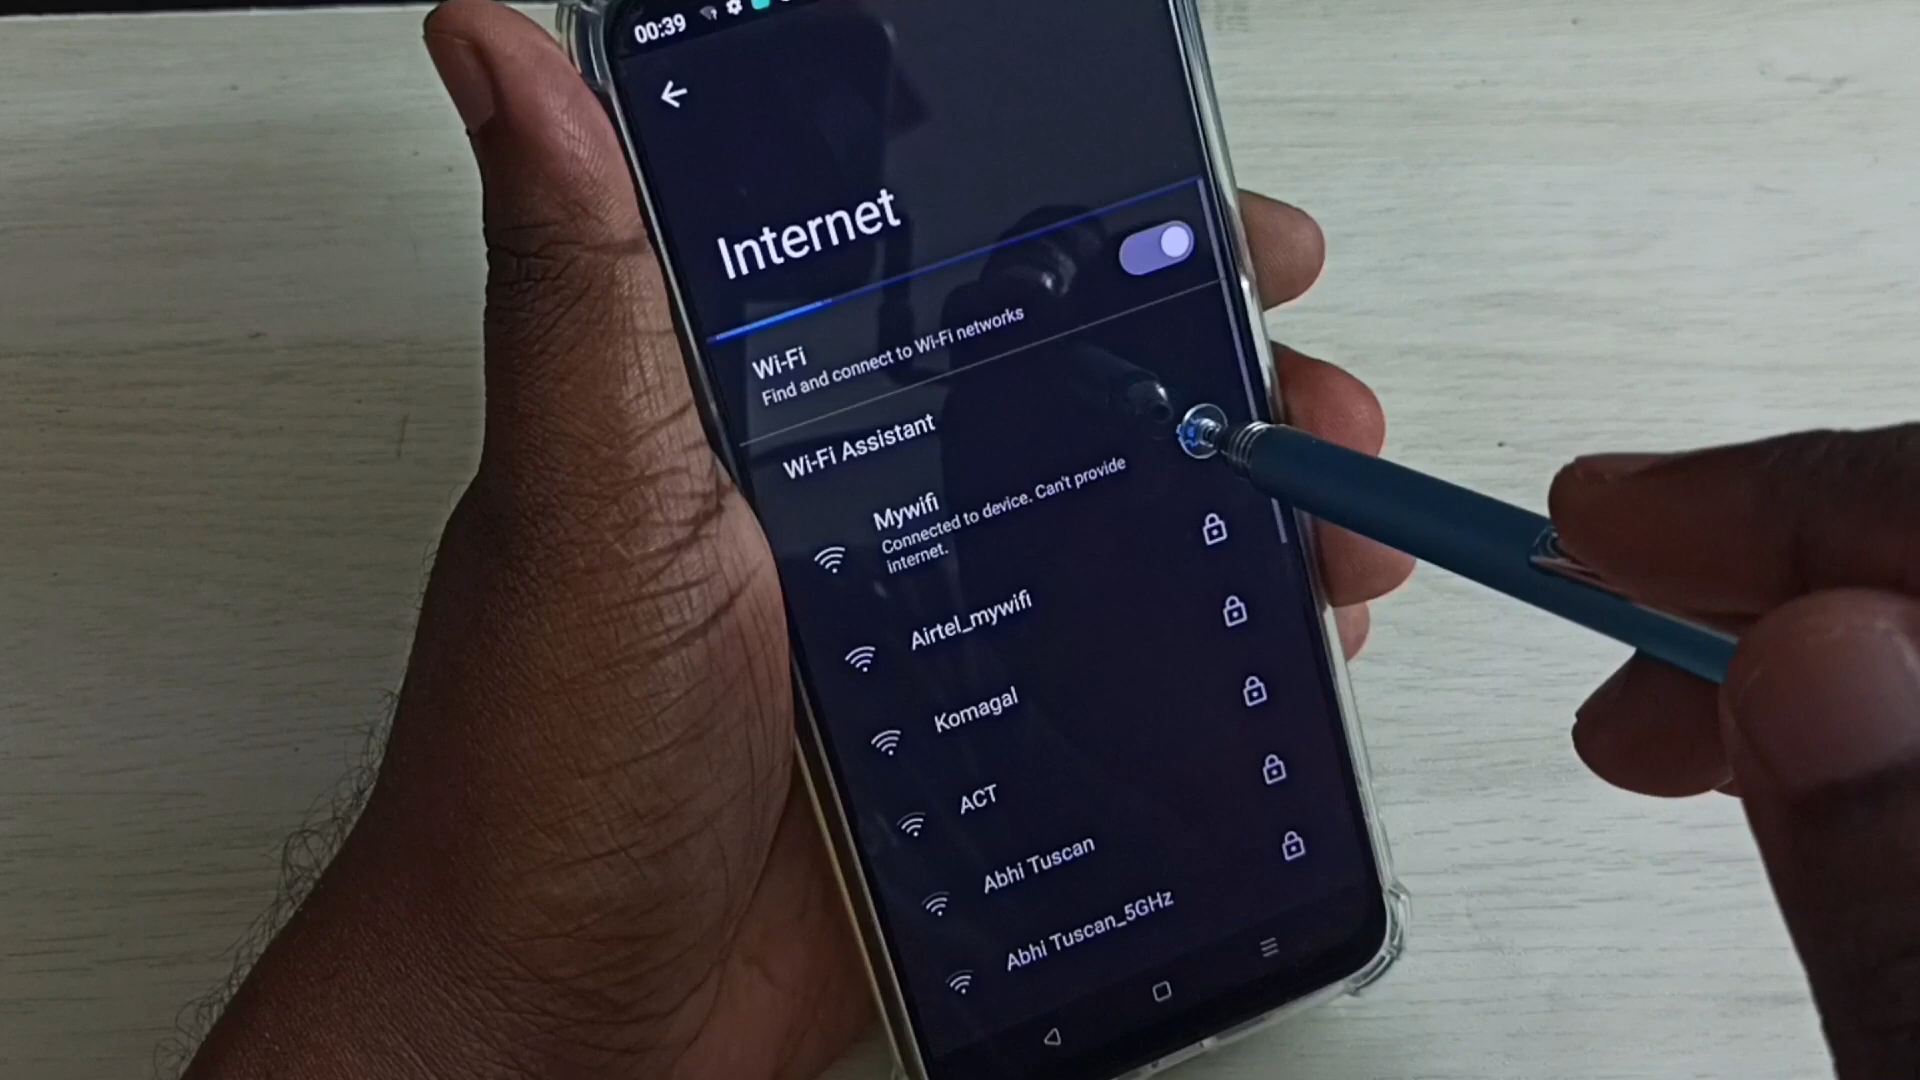 00:39
Internet
Wi-Fi
Find and connect to Wi-Fi networks
Wi-Fi Assistant
Mywifi
Connected to device. Can't provide
internet.
Airtel_mywifi
Komagal
ACT
Abhi Tuscan
Abhi Tuscan_5GHz